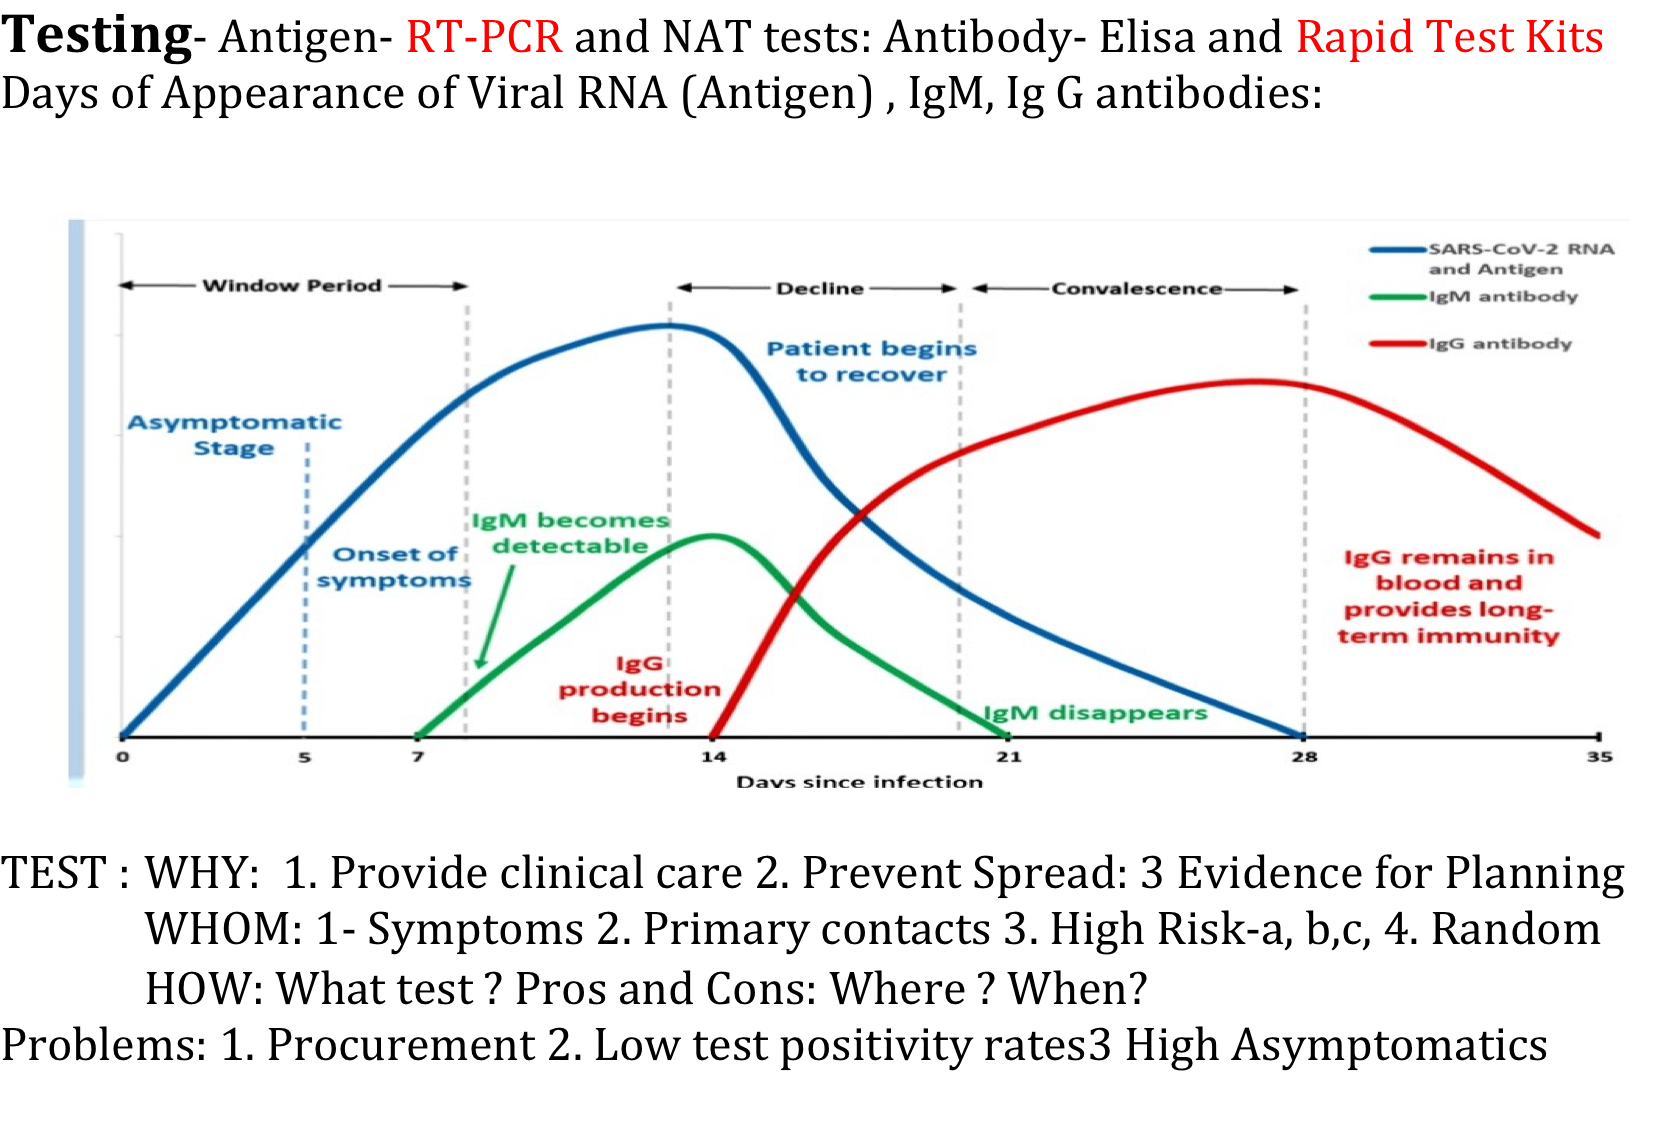 Testing- Antigen- RT-PCR and NAT tests: Antibody- Elisa and Rapid Test Kits
Days of Appearance of Viral RNA (Antigen) , IgM, Ig G antibodies:
SARS-CoV-2 RNA
and Antigen
IgM antibody
IgG antibody
Window Period
Decline
Convalescence
Patient begins
to recover
Asymptomatic
Stage
IgM becomes
detectable
Onset of
symptoms
IgG remains in
blood and
provides long-
term immunity
IgG
production
begins
IgM disappears
0 5 7 14 21 28 35
Days since infection
TEST : WHY: 1. Provide clinical care 2. Prevent Spread: 3 Evidence for Planning
WHOM: 1- Symptoms 2. Primary contacts 3. High Risk-a, b,c, 4. Random
HOW: What test ? Pros and Cons: Where ? When?
Problems: 1. Procurement 2. Low test positivity rates3 High Asymptomatics